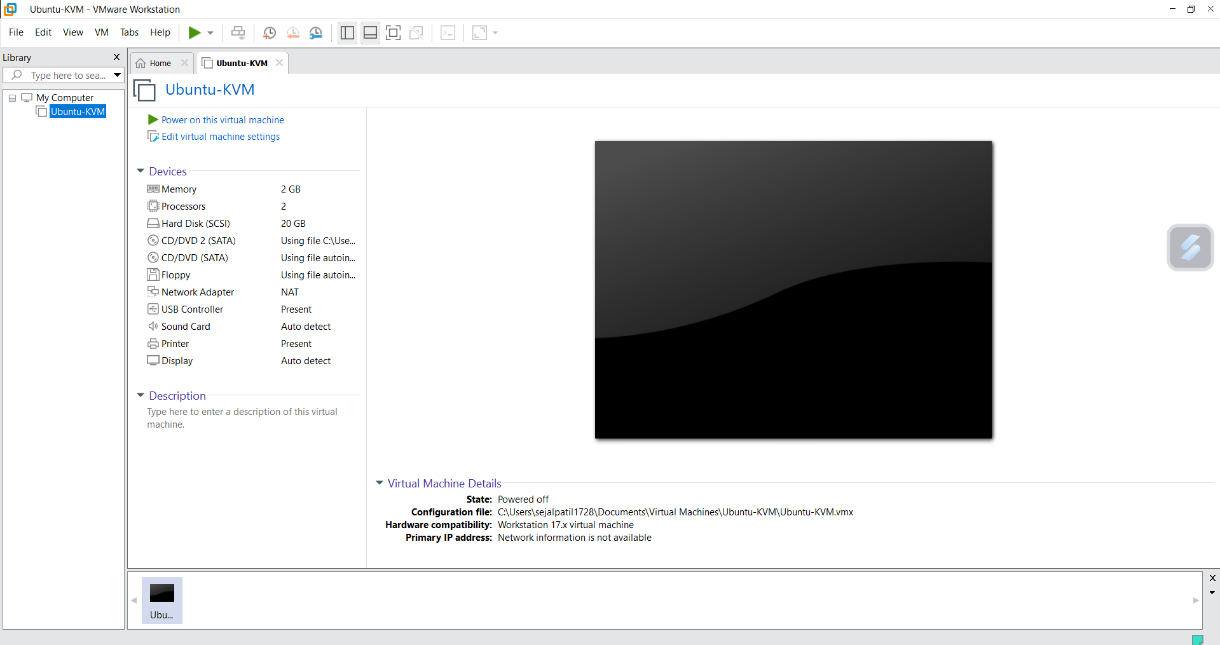 Ubuntu-KVM - VMware Workstation
File Edit View VM Tabs Help
Library
Type here to sea...
My Computer
Ubuntu-KVM
Home
Ubuntu-KVM
Ubuntu-KVM
Power on this virtual machine
Edit virtual machine settings
Devices
Memory 2 GB
Processors 2
Hard Disk (SCSI) 20 GB
CD/DVD 2 (SATA) Using file C:\Use...
CD/DVD (SATA) Using file autoin...
Floppy Using file autoin...
Network Adapter NAT
USB Controller Present
Sound Card Auto detect
Printer Present
Display Auto detect
Description
Type here to enter a description of this virtual
machine.
Virtual Machine Details
State: Powered off
Configuration file: C:\Users\sejalpatil1728\Documents\Virtual Machines\Ubuntu-KVM\Ubuntu-KVM.vmx
Hardware compatibility: Workstation 17.x virtual machine
Primary IP address: Network information is not available
Ubu...